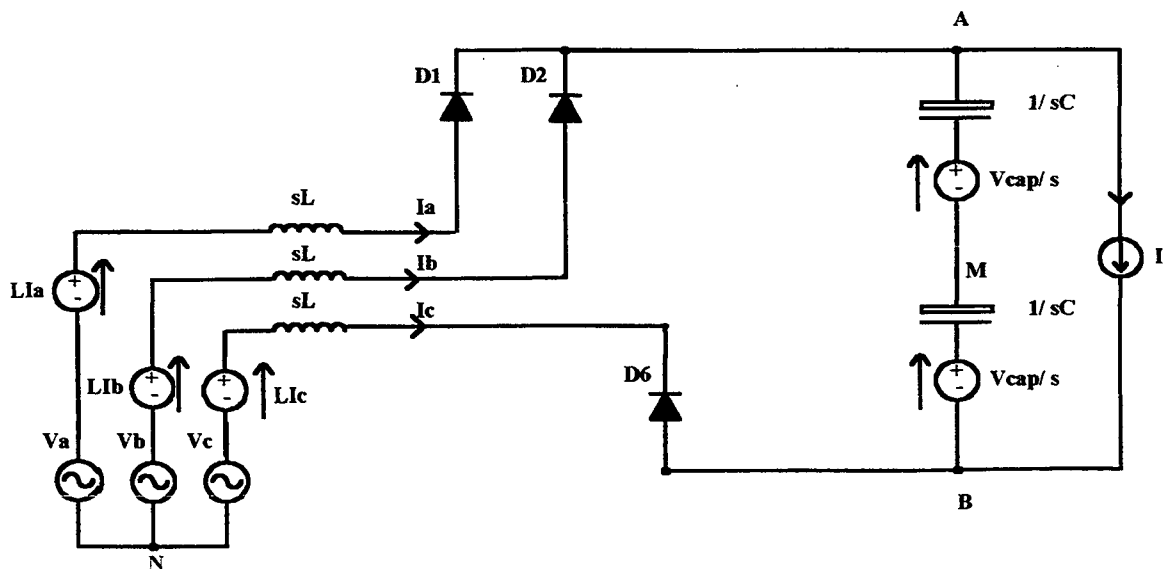 A
D1
D2
1/ sC
Vcap/ s
sL
Ia
I
LIa
sL
Ib
M
sL
Ic
1/ sC
D6
Vcap/ s
LIb
LIc
Va
Vb
Vc
B
N